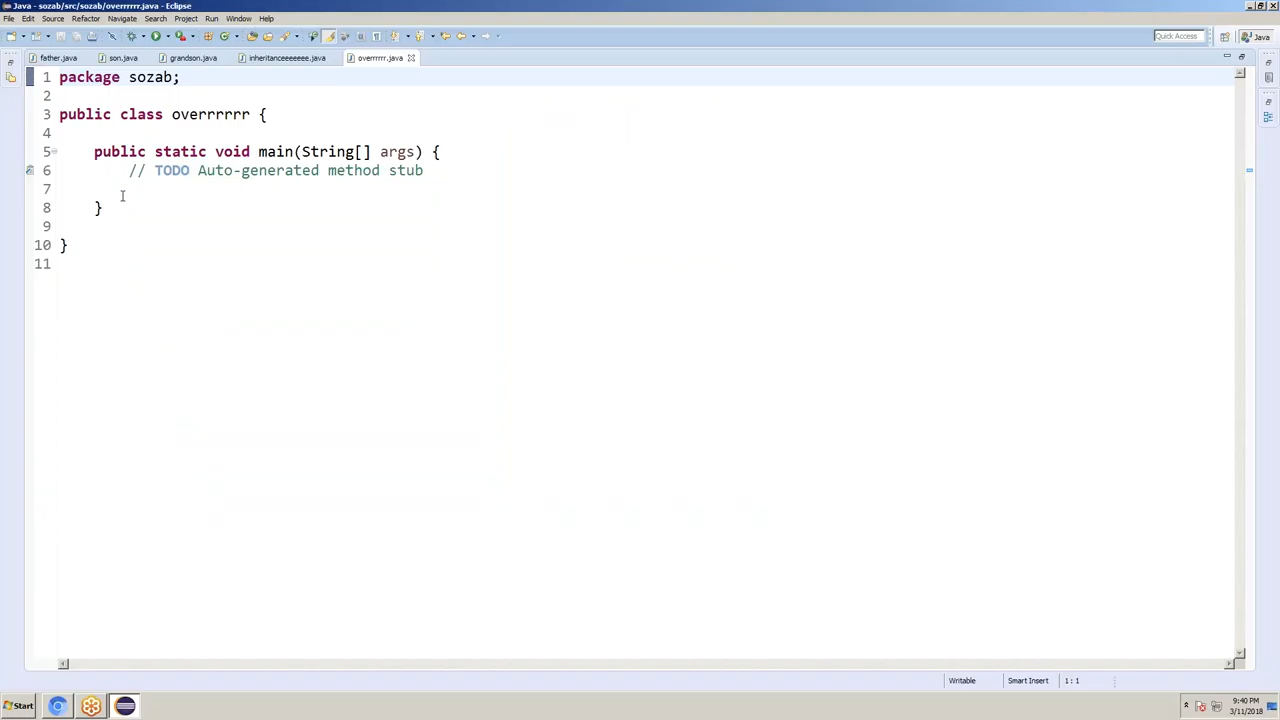 Java - sozab/src/sozab/overrrrrr.java - Eclipse
File Edit Source Refactor Navigate Search Project Run Window Help
Quick Access
Java
father.java son.java grandson.java inheritanceeeeeee.java overrrrrr.java
1 package sozab;
2
3 public class overrrrrr {
4
5 public static void main(String[] args) {
6 // TODO Auto-generated method stub
7
8 }
9
10 }
11
Writable Smart Insert 1 : 1
Start
9:40 PM
3/11/2018